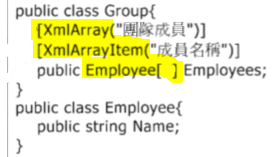 public class Group{
[XmlArray("團隊成員")]
[XmlArrayItem("成員名稱")]
public Employee[ ] Employees;
}
public class Employee{
public string Name;
}